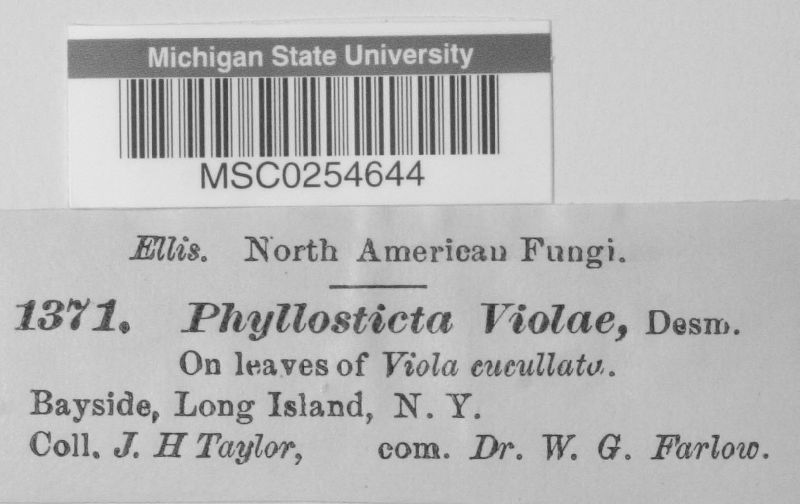 Michigan State University
MSC0254644
Ellis. North American Fungi.
1371. Phyllosticta Violae, Desm.
On leaves of Viola cucullata.
Bayside, Long Island, N. Y.
Coll. J. H Taylor, com. Dr. W. G. Farlow.